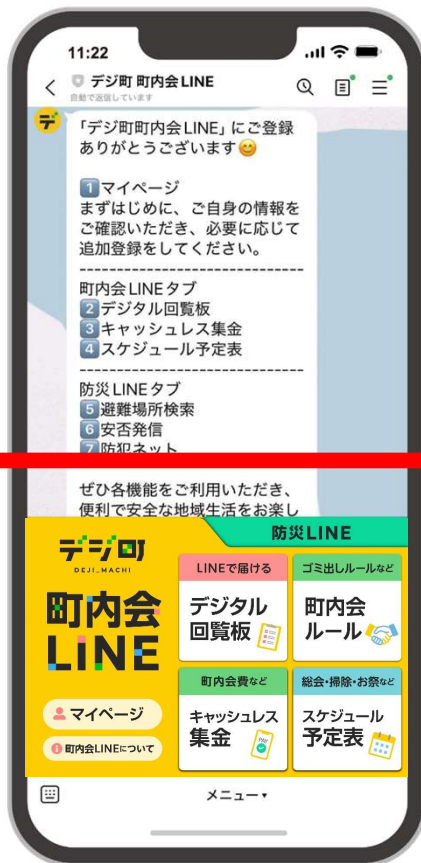 11:22
デジ町 町内会LINE
自動で返信しています
デ
「デジ町町内会LINE」にご登録
ありがとうございます😊
1マイページ
まずはじめに、ご自身の情報を
ご確認いただき、必要に応じて
追加登録をしてください。
------------------------------
町内会LINEタブ
2デジタル回覧板
3キャッシュレス集金
4スケジュール予定表
------------------------------
防災LINEタブ
5避難場所検索
6安否発信
7防犯ネット
ぜひ各機能をご利用いただき、
便利で安全な地域生活をお楽し
防災LINE
デジ町
DEJI_MACHI
町内会
LINE
マイページ
町内会LINEについて
LINEで届ける
デジタル
回覧板
ゴミ出しルールなど
町内会
ルール
町内会費など
キャッシュレス
集金
PAY
総会・掃除・お祭など
スケジュール
予定表
メニュー▾